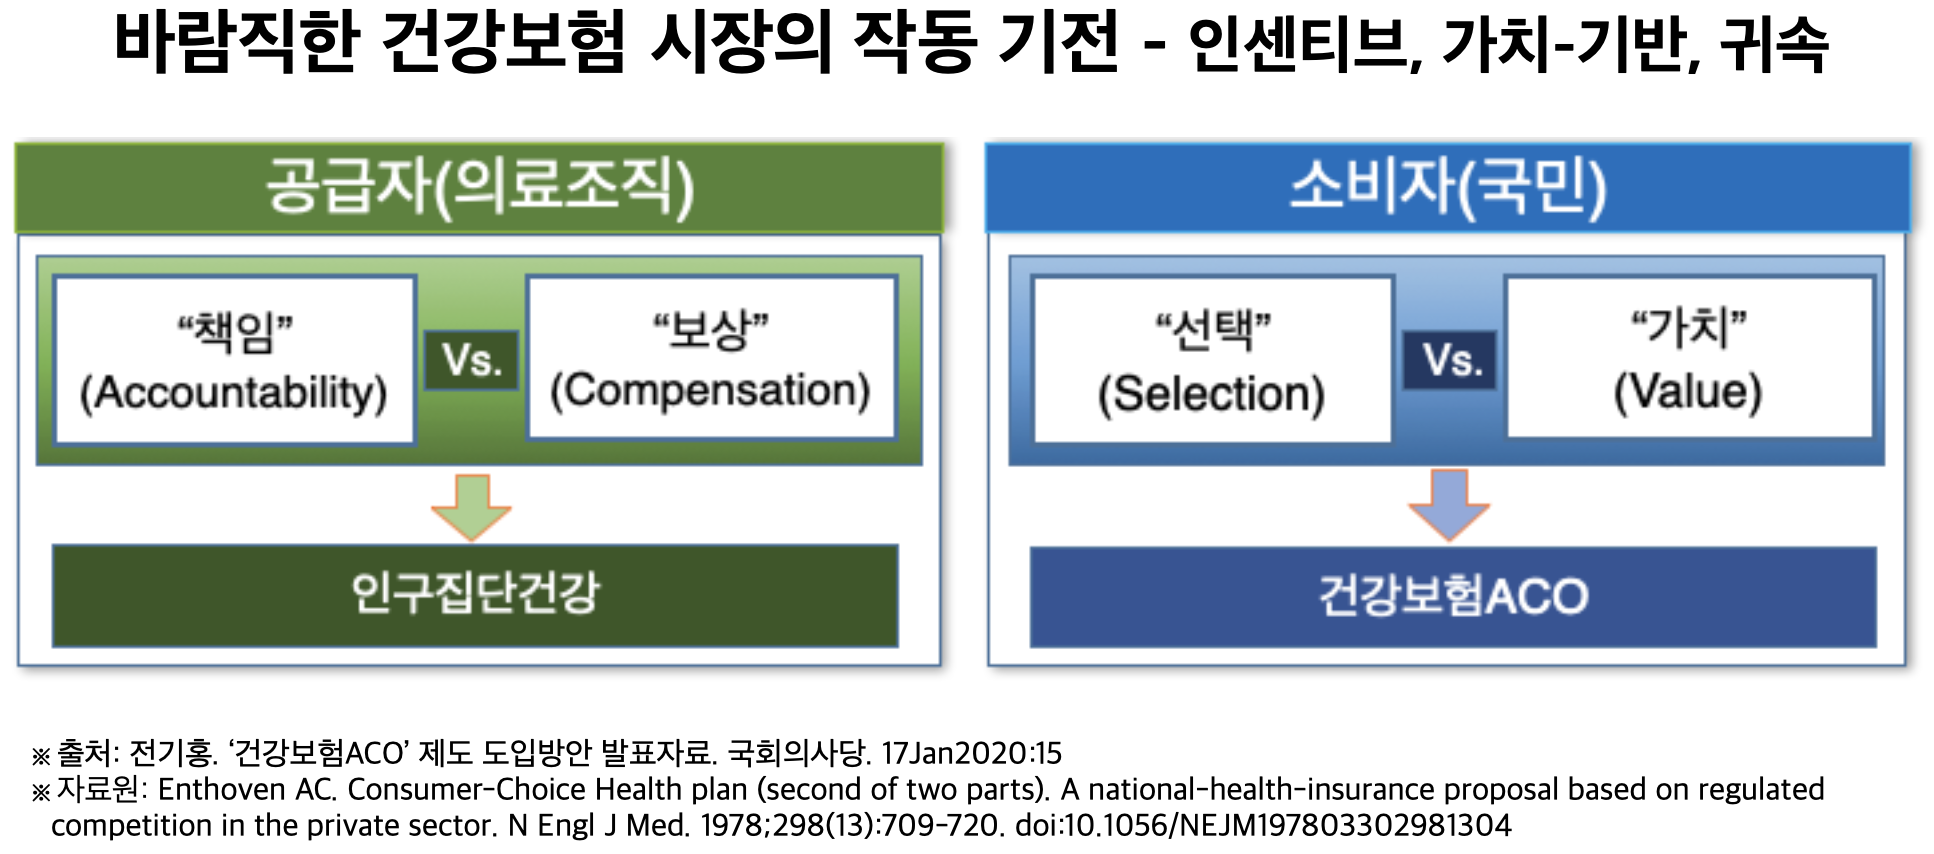 바람직한 건강보험 시장의 작동 기전 - 인센티브, 가치-기반, 귀속
공급자(의료조직)
“책임”
(Accountability)
Vs.
“보상”
(Compensation)
인구집단건강
소비자(국민)
“선택”
(Selection)
Vs.
“가치”
(Value)
건강보험ACO
※ 출처: 전기홍. ‘건강보험ACO’ 제도 도입방안 발표자료. 국회의사당. 17Jan2020:15
※ 자료원: Enthoven AC. Consumer-Choice Health plan (second of two parts). A national-health-insurance proposal based on regulated
competition in the private sector. N Engl J Med. 1978;298(13):709-720. doi:10.1056/NEJM197803302981304